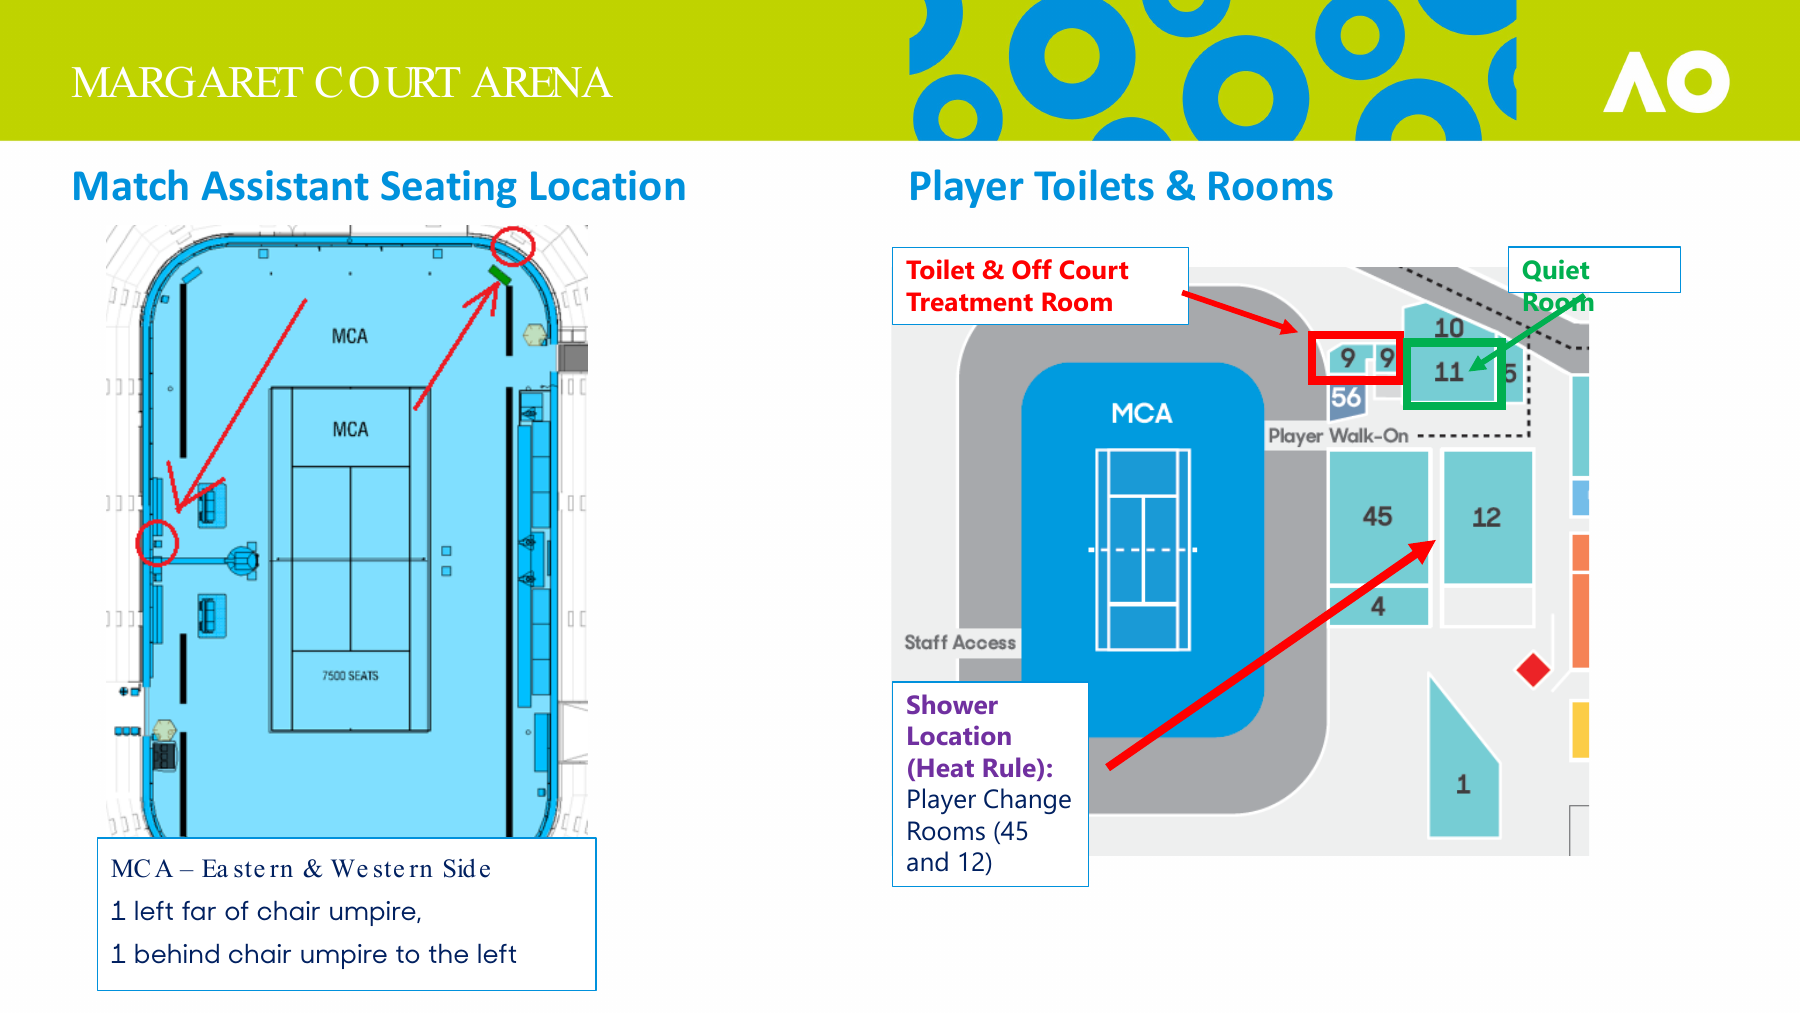 MARGARET COURT ARENA
AO
Match Assistant Seating Location
MCA
MCA
7500 SEATS
MCA – Eastern & Western Side
1 left far of chair umpire,
1 behind chair umpire to the left
Player Toilets & Rooms
Toilet & Off Court
Treatment Room
Quiet
Room
10
9
9
11
5
56
MCA
Player Walk-On
45
12
4
Staff Access
1
Shower
Location
(Heat Rule):
Player Change
Rooms (45
and 12)